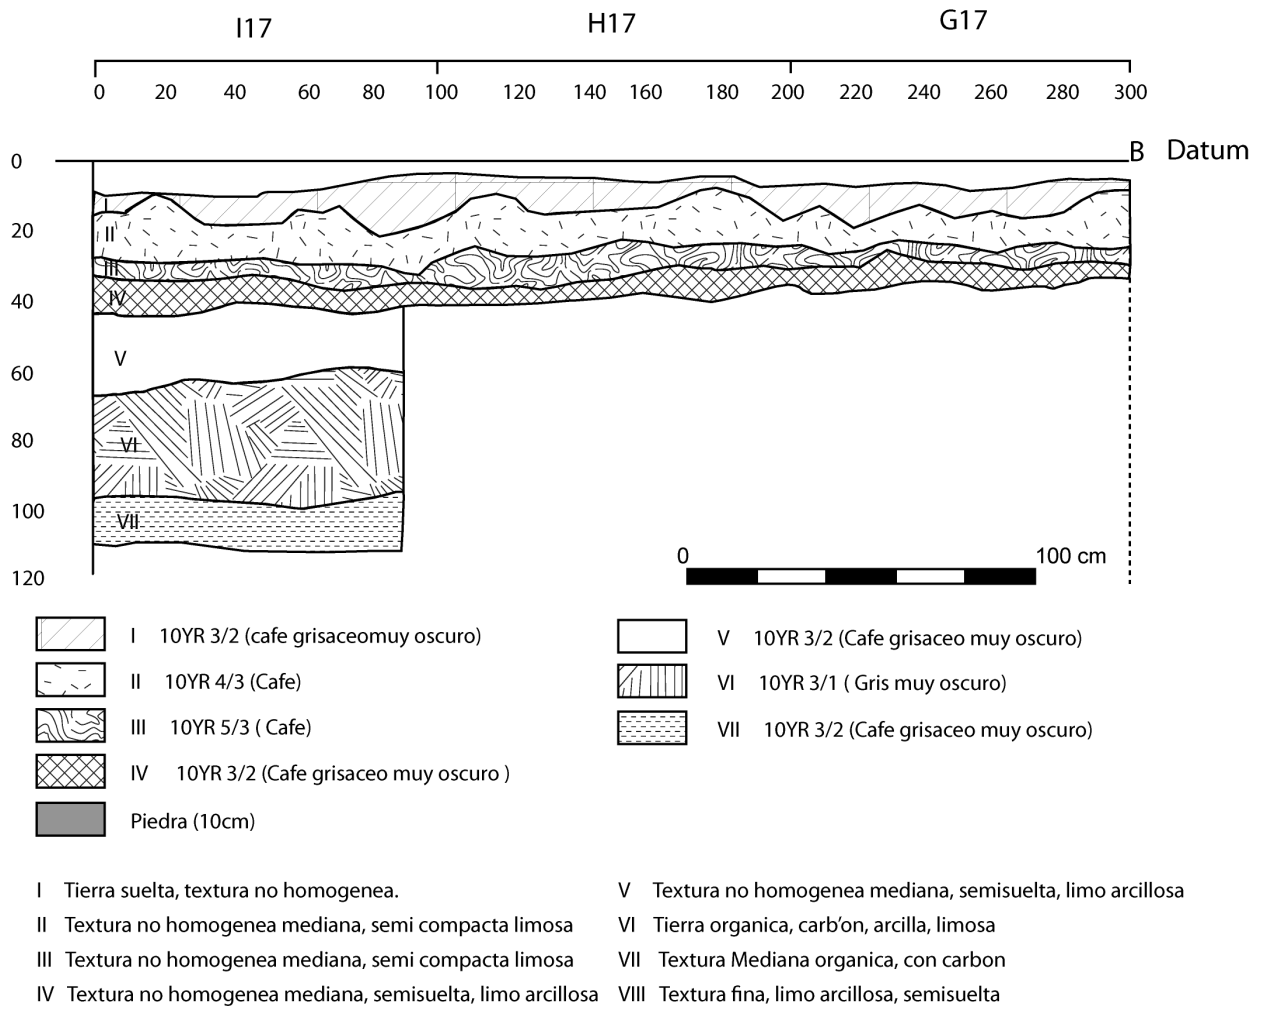 I17 H17 G17
0 20 40 60 80 100 120 140 160 180 200 220 240 260 280 300
B Datum
0
I
20
II
III
IV
40
V
60
80
VI
100
VII
120
0 100 cm
I 10YR 3/2 (cafe grisaceomuy oscuro)
II 10YR 4/3 (Cafe)
III 10YR 5/3 ( Cafe)
IV 10YR 3/2 (Cafe grisaceo muy oscuro )
Piedra (10cm)
V 10YR 3/2 (Cafe grisaceo muy oscuro)
VI 10YR 3/1 ( Gris muy oscuro)
VII 10YR 3/2 (Cafe grisaceo muy oscuro)
I Tierra suelta, textura no homogenea.
II Textura no homogenea mediana, semi compacta limosa
III Textura no homogenea mediana, semi compacta limosa
IV Textura no homogenea mediana, semisuelta, limo arcillosa
V Textura no homogenea mediana, semisuelta, limo arcillosa
VI Tierra organica, carb’on, arcilla, limosa
VII Textura Mediana organica, con carbon
VIII Textura fina, limo arcillosa, semisuelta